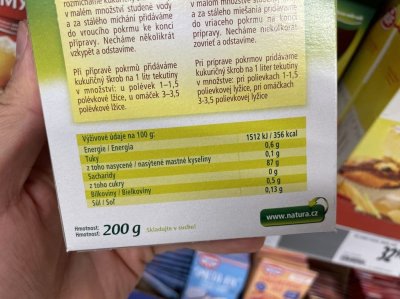 rozmícháme kukuřičný
v malém množství studené vody
a za stálého míchání přidáváme
do vroucího pokrmu ke konci
přípravy. Necháme několikrát
vzkypět a odstavíme.
Při přípravě pokrmů přidáváme
kukuřičný škrob na 1 litr tekutiny
v množství: u polévek 1–1,5
polévkové lžíce, u omáček 3–3,5
polévkové lžíce
v malom množstve studenej vody
a za stáleho miešania pridávame
do vriaceho pokrmu na konci
prípravy. Necháme niekoľkokrát
zovrieť a odstavíme.
Pri príprave pokrmov pridávame
kukuričný škrob na 1 liter tekutiny
v množstve: pri polievkach 1-1,5
polievkovej lyžice, pri omáčkach
3-3,5 polievkovej lyžice
Výživové údaje na 100 g:
Energie / Energia 1512 kJ / 356 kcal
Tuky 0,6 g
z toho nasycené / nasýtené mastné kyseliny 0,1 g
Sacharidy 87 g
z toho cukry 0 g
Bílkoviny / Bielkoviny 0,5 g
Sůl / Soľ 0,13 g
www.natura.cz
Hmotnost:
Hmotnosť: 200 g
Skladujte v suchu!
Dr.Oetker